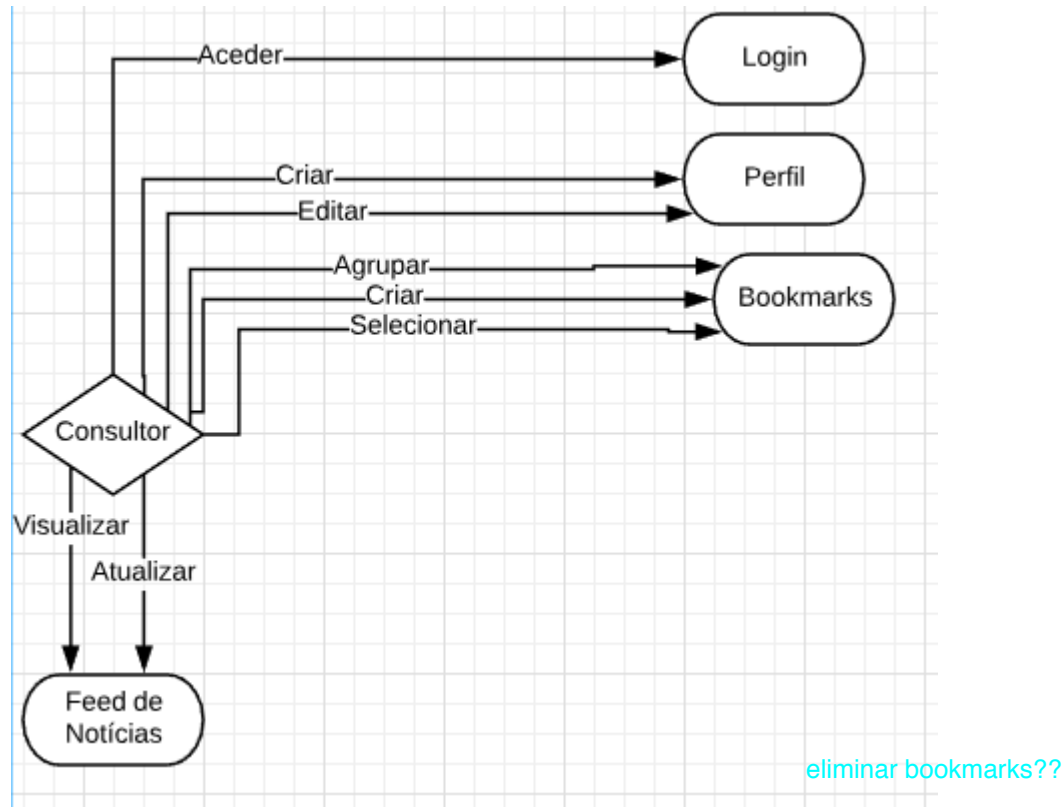 Aceder
Login
Criar
Perfil
Editar
Agrupar
Criar
Bookmarks
Selecionar
Consultor
Visualizar
Atualizar
Feed de
Notícias
eliminar bookmarks??